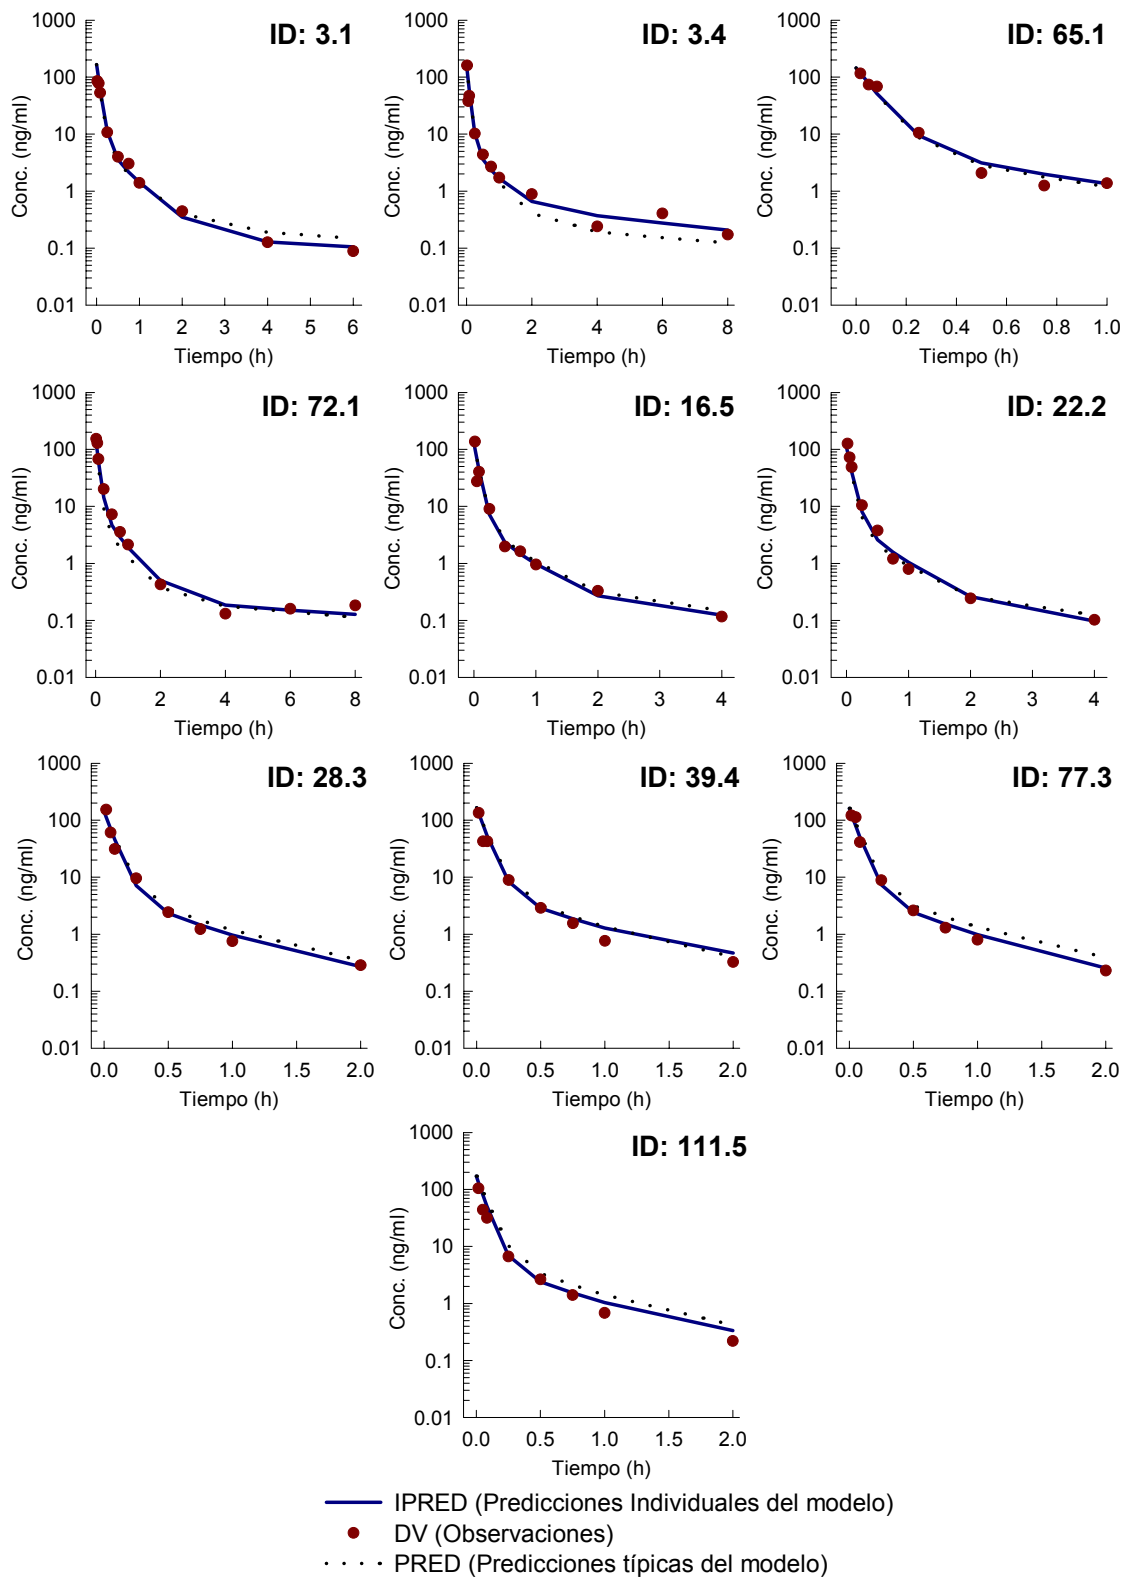 ID: 3.1
Conc. (ng/ml)
1000
100
10
1
0.1
0.01
0 1 2 3 4 5 6
Tiempo (h)
ID: 3.4
Conc. (ng/ml)
1000
100
10
1
0.1
0.01
0 2 4 6 8
Tiempo (h)
ID: 65.1
Conc. (ng/ml)
1000
100
10
1
0.1
0.01
0.0 0.2 0.4 0.6 0.8 1.0
Tiempo (h)
ID: 72.1
Conc. (ng/ml)
1000
100
10
1
0.1
0.01
0 2 4 6 8
Tiempo (h)
ID: 16.5
Conc. (ng/ml)
1000
100
10
1
0.1
0.01
0 1 2 3 4
Tiempo (h)
ID: 22.2
Conc. (ng/ml)
1000
100
10
1
0.1
0.01
0 1 2 3 4
Tiempo (h)
ID: 28.3
Conc. (ng/ml)
1000
100
10
1
0.1
0.01
0.0 0.5 1.0 1.5 2.0
Tiempo (h)
ID: 39.4
Conc. (ng/ml)
1000
100
10
1
0.1
0.01
0.0 0.5 1.0 1.5 2.0
Tiempo (h)
ID: 77.3
Conc. (ng/ml)
1000
100
10
1
0.1
0.01
0.0 0.5 1.0 1.5 2.0
Tiempo (h)
ID: 111.5
Conc. (ng/ml)
1000
100
10
1
0.1
0.01
0.0 0.5 1.0 1.5 2.0
Tiempo (h)
IPRED (Predicciones Individuales del modelo)
DV (Observaciones)
PRED (Predicciones típicas del modelo)